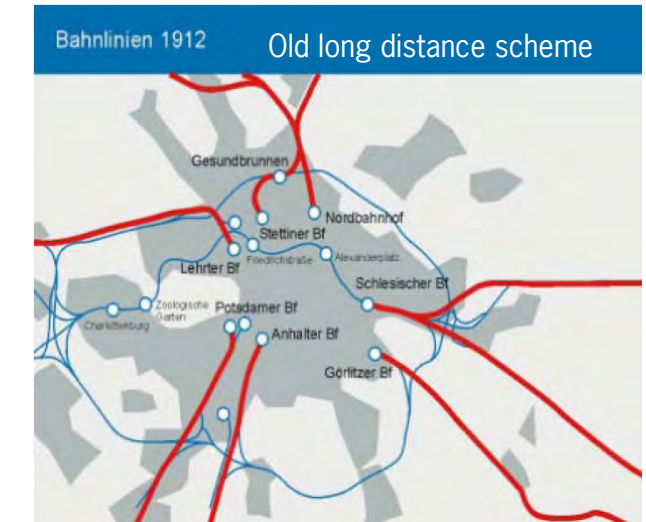 Bahnlinien 1912
Old long distance scheme
Gesundbrunnen
Nordbahnhof
Stettiner Bf
Friedrichstraße
Alexanderplatz
Lehrter Bf
Schlesischer Bf
Zoologische
Garten
Potsdamer Bf
Charlottenburg
Anhalter Bf
Görlitzer Bf